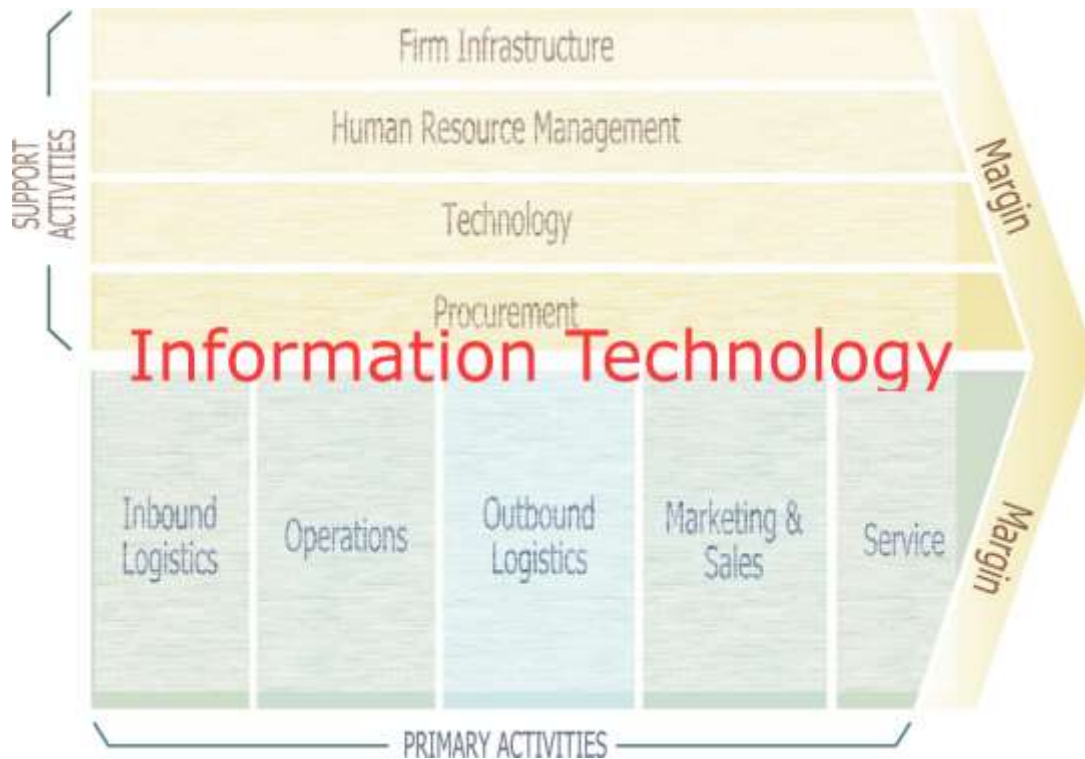 Firm Infrastructure
Human Resource Management
SUPPORT
ACTIVITIES
Technology
Procurement
Margin
Information Technology
Inbound
Logistics
Operations
Outbound
Logistics
Marketing &
Sales
Service
Margin
PRIMARY ACTIVITIES